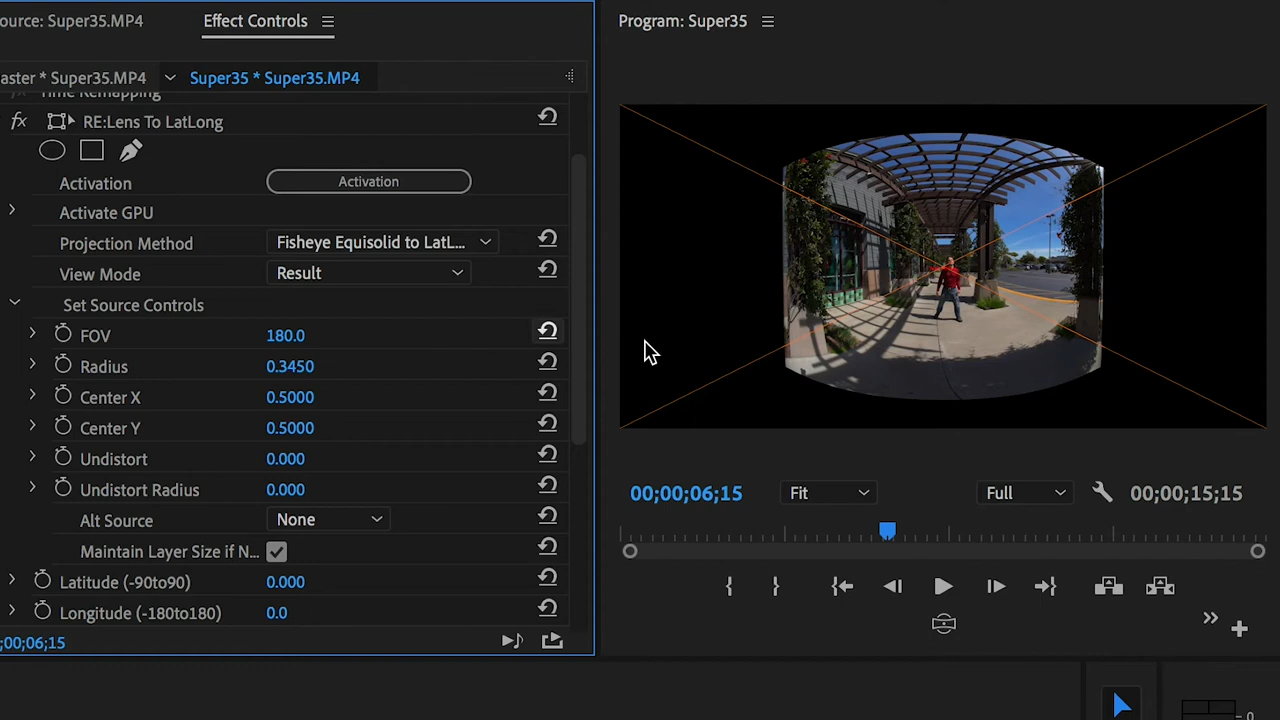 ource: Super35.MP4
Effect Controls
Program: Super35
aster * Super35.MP4
Super35 * Super35.MP4
Time Remapping
fx
RE:Lens To LatLong
Activation
Activation
Activate GPU
Projection Method
Fisheye Equisolid to LatL...
View Mode
Result
Set Source Controls
FOV
180.0
Radius
0.3450
Center X
0.5000
Center Y
0.5000
Undistort
0.000
Undistort Radius
0.000
Alt Source
None
Maintain Layer Size if N...
Latitude (-90to90)
0.000
Longitude (-180to180)
0.0
;00;06;15
00;00;06;15
Fit
Full
00;00;15;15
0